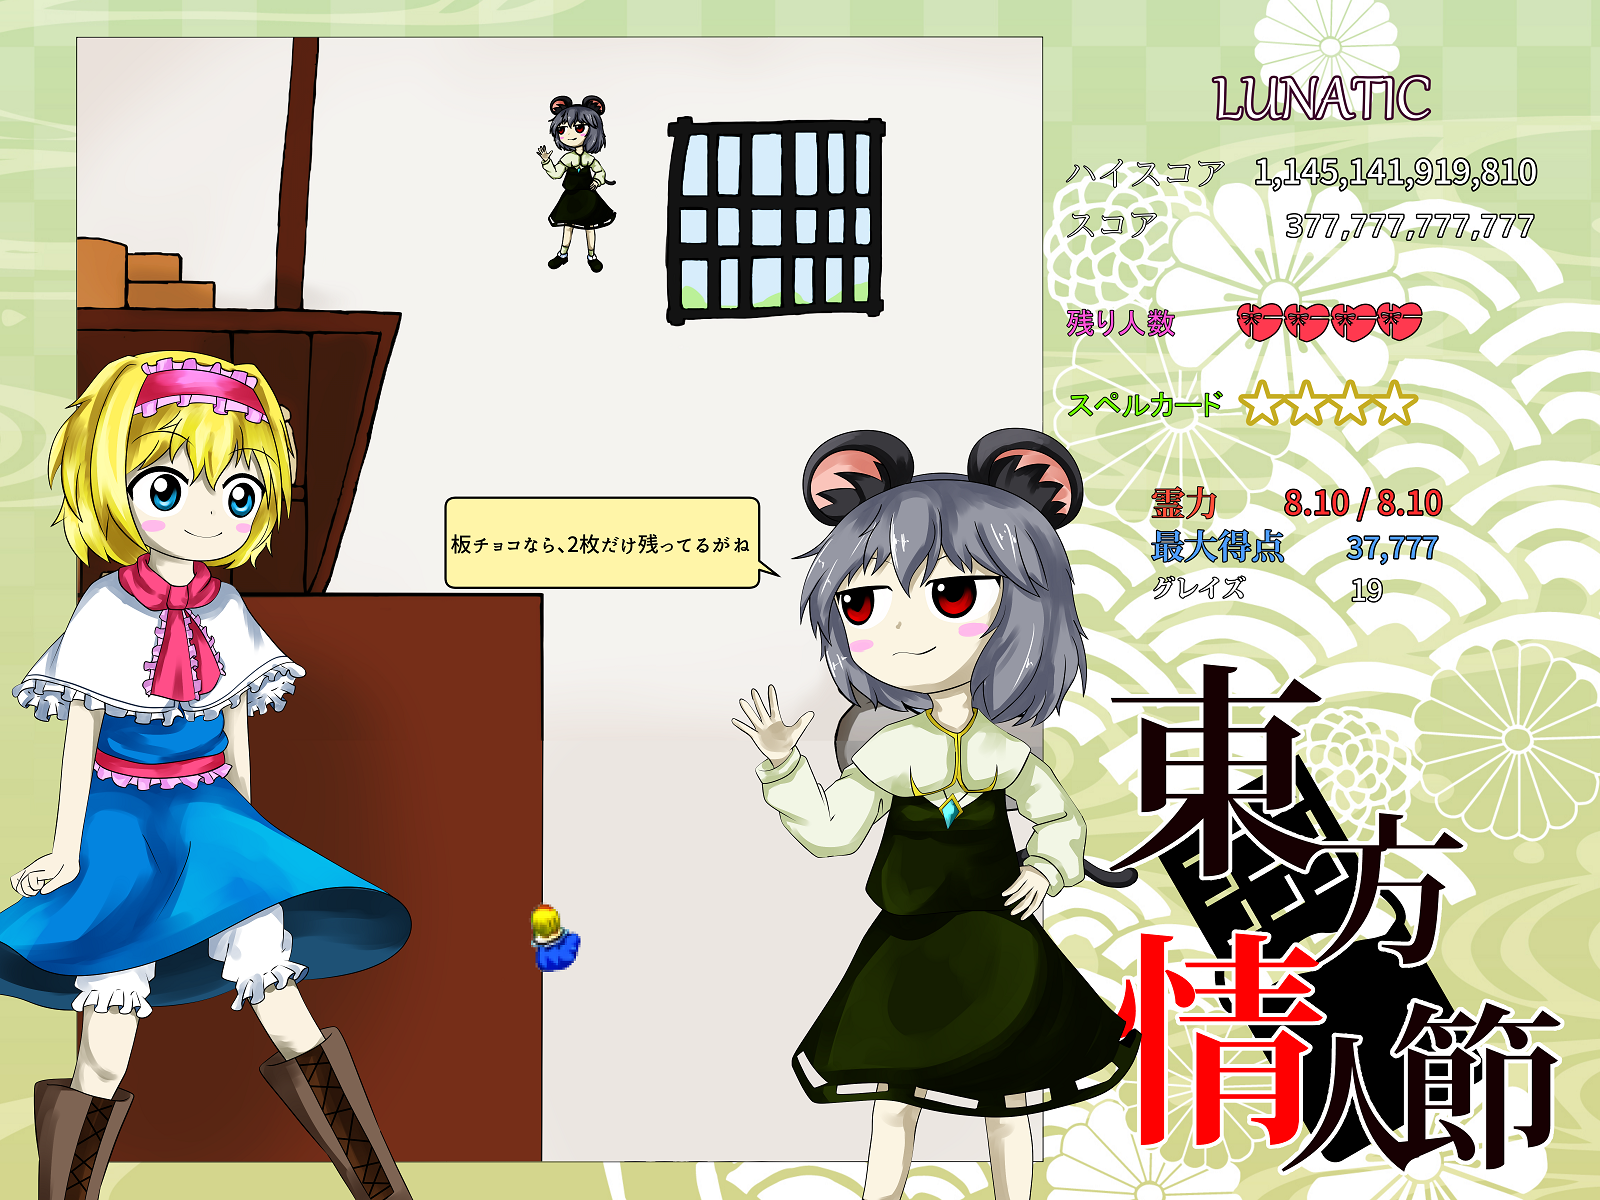 LUNATIC
ハイスコア 1,145,141,919,810
スコア 377,777,777,777
残り人数
スペルカード
霊力 8.10 / 8.10
最大得点 37,777
グレイズ 19
板チョコなら、2枚だけ残ってるがね
東方情人節